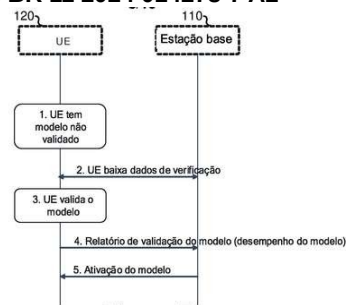 120
110
UE
Estação base
1. UE tem
modelo não
validado
2. UE baixa dados de verificação
3. UE valida o
modelo
4. Relatório de validação do modelo (desempenho do modelo)
5. Ativação do modelo